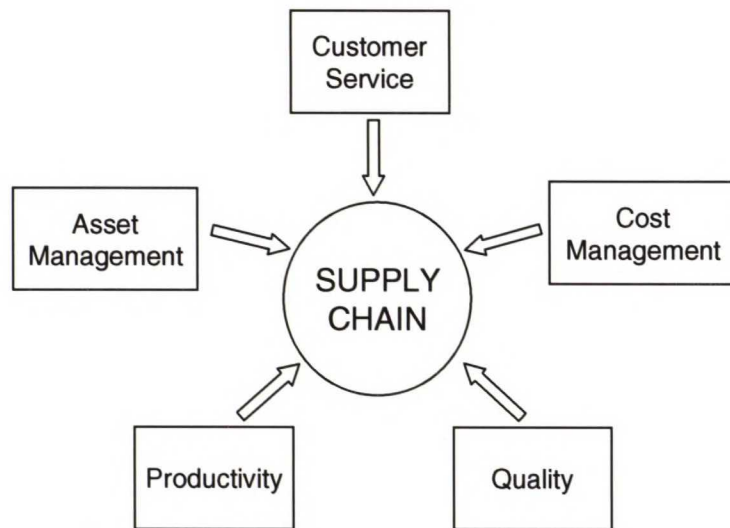 Customer
Service
Asset
Management
Cost
Management
SUPPLY
CHAIN
Productivity
Quality